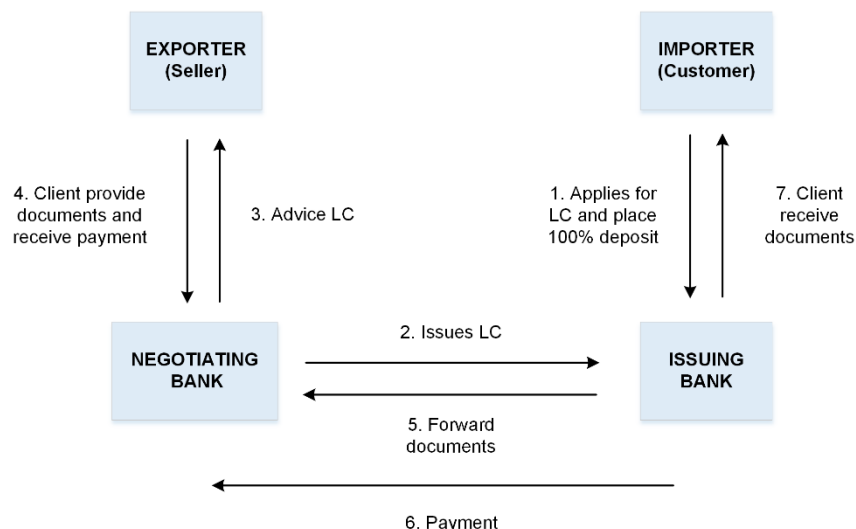 EXPORTER
(Seller)
IMPORTER
(Customer)
4. Client provide
documents and
receive payment
3. Advice LC
1. Applies for
LC and place
100% deposit
7. Client
receive
documents
NEGOTIATING
BANK
2. Issues LC
ISSUING
BANK
5. Forward
documents
6. Payment